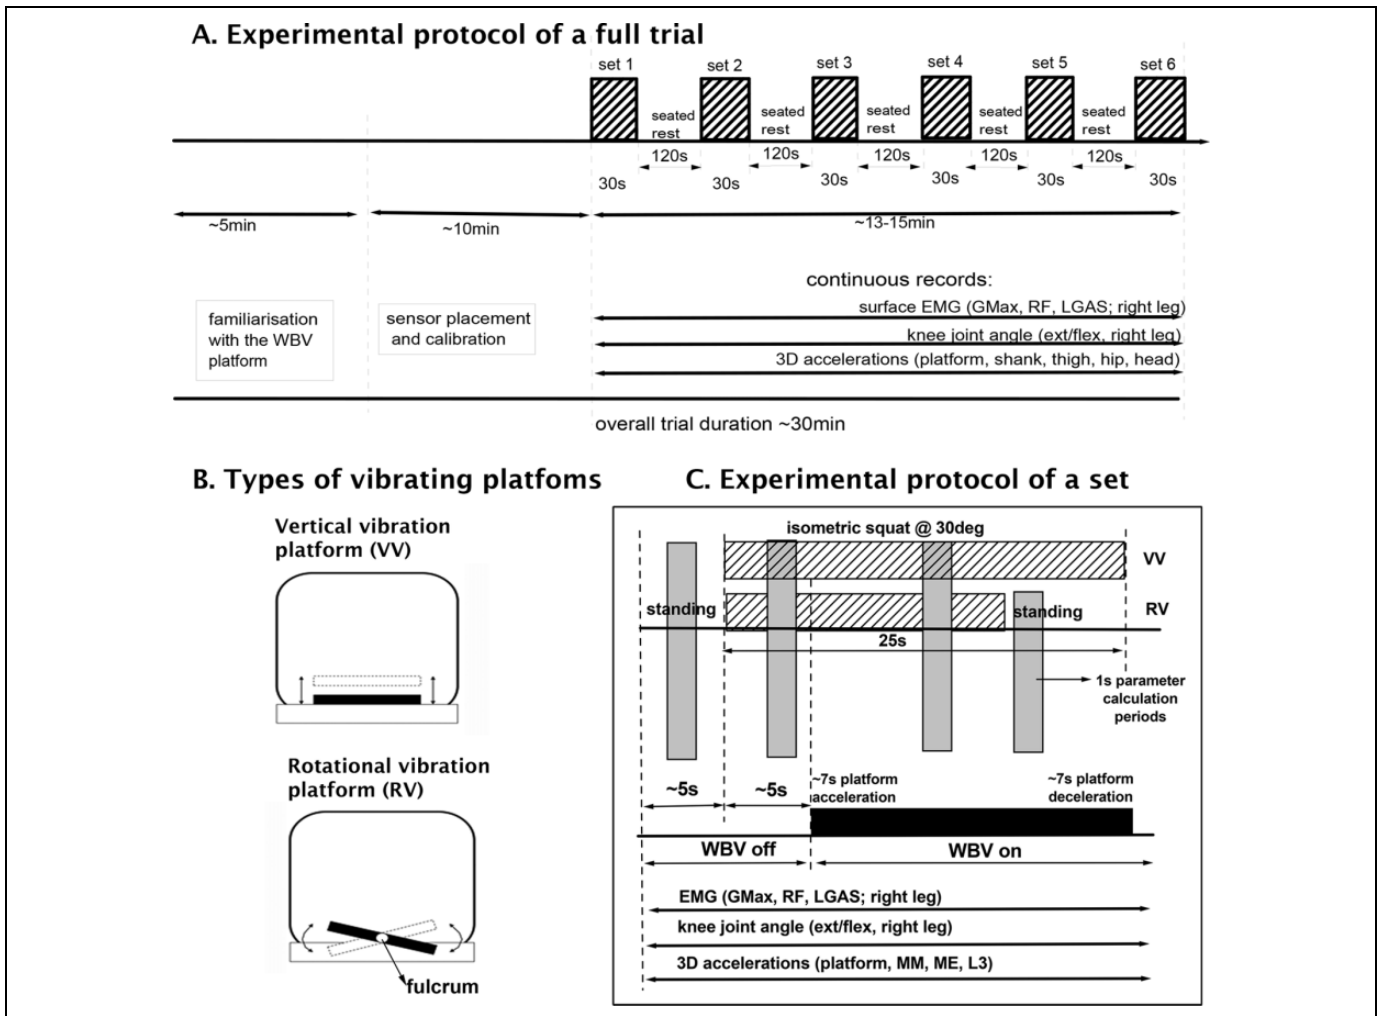 A. Experimental protocol of a full trial
set 1
set 2
set 3
set 4
set 5
set 6
seated
rest
seated
rest
seated
rest
seated
rest
seated
rest
120s
120s
120s
120s
120s
30s
30s
30s
30s
30s
30s
~5min
~10min
~13-15min
continuous records:
surface EMG (GMax, RF, LGAS; right leg)
knee joint angle (ext/flex, right leg)
3D accelerations (platform, shank, thigh, hip, head)
familiarisation
with the WBV
platform
sensor placement
and calibration
overall trial duration ~30min
B. Types of vibrating platfoms
Vertical vibration
platform (VV)
Rotational vibration
platform (RV)
fulcrum
C. Experimental protocol of a set
isometric squat @ 30deg
VV
standing
standing
RV
25s
1s parameter
calculation
periods
~5s
~5s
~7s platform
acceleration
~7s platform
deceleration
WBV off
WBV on
EMG (GMax, RF, LGAS; right leg)
knee joint angle (ext/flex, right leg)
3D accelerations (platform, MM, ME, L3)